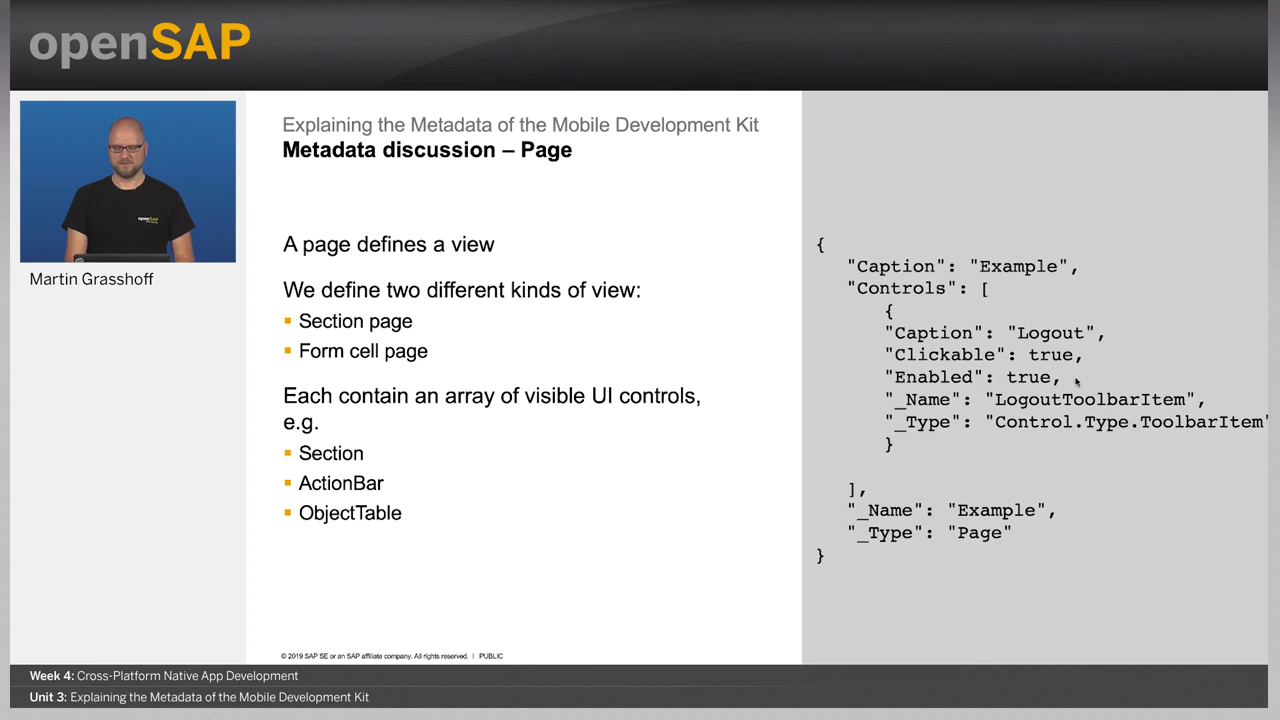 openSAP
openSAP
Martin Grasshoff
Explaining the Metadata of the Mobile Development Kit
Metadata discussion – Page
A page defines a view
We define two different kinds of view:
Section page
Form cell page
Each contain an array of visible UI controls,
e.g.
Section
ActionBar
ObjectTable
{
"Caption": "Example",
"Controls": [
{
"Caption": "Logout",
"Clickable": true,
"Enabled": true,
"_Name": "LogoutToolbarItem",
"_Type": "Control.Type.ToolbarItem"
}
],
"_Name": "Example",
"_Type": "Page"
}
© 2019 SAP SE or an SAP affiliate company. All rights reserved. | PUBLIC
Week 4: Cross-Platform Native App Development
Unit 3: Explaining the Metadata of the Mobile Development Kit